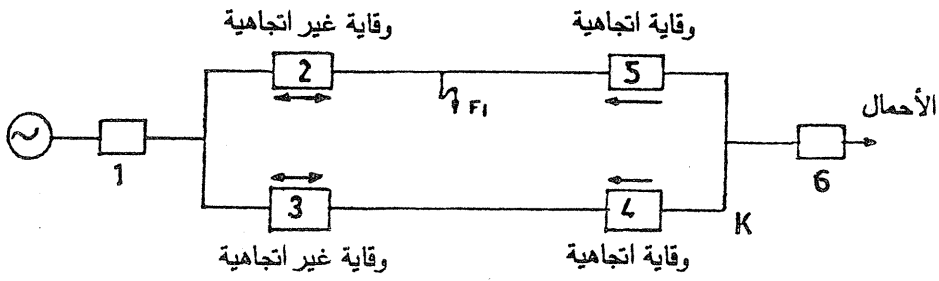 وقاية غير اتجاهية
وقاية اتجاهية
2
5
F1
الأحمال
1
6
3
4
K
وقاية غير اتجاهية
وقاية اتجاهية